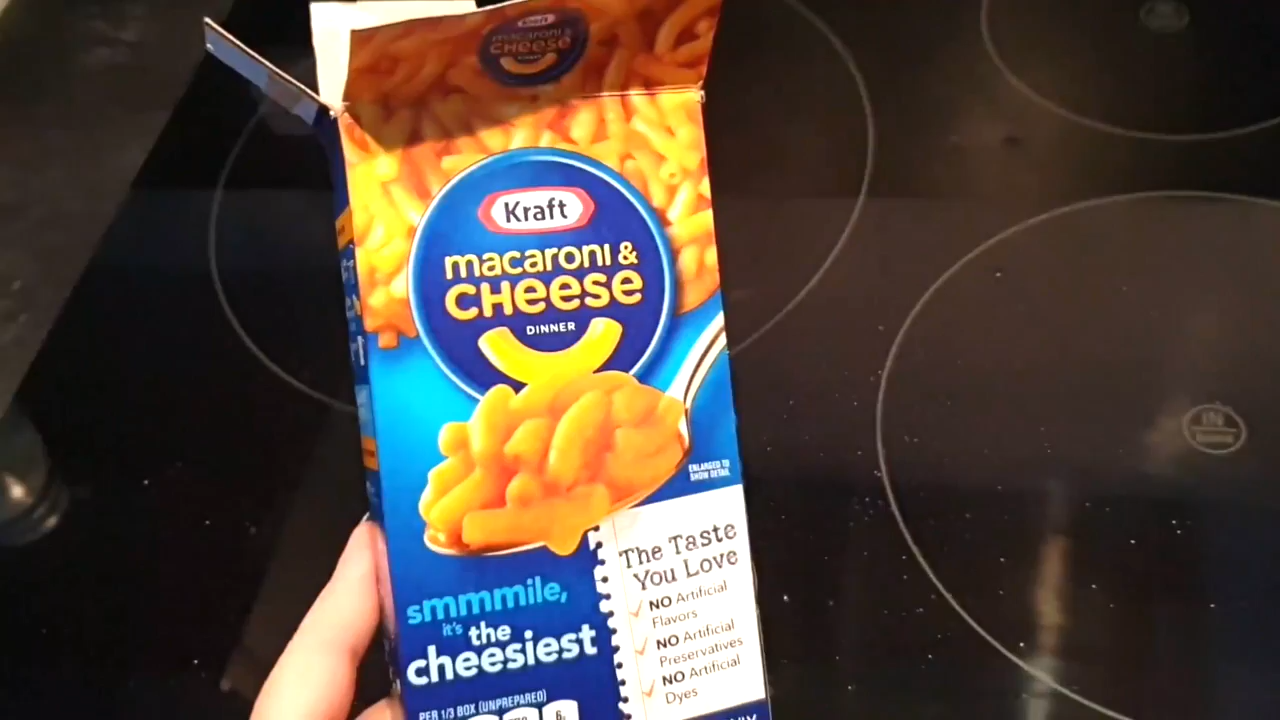 Kraft
macaroni &
CHeese
DINNER
Kraft
macaroni &
CHeese
DINNER
ENLARGED TO
SHOW DETAIL
The Taste
You Love
NO Artificial
Flavors
NO Artificial
Preservatives
NO Artificial
Dyes
smmmile,
it's the
cheesiest
PER 1/3 BOX (UNPREPARED)